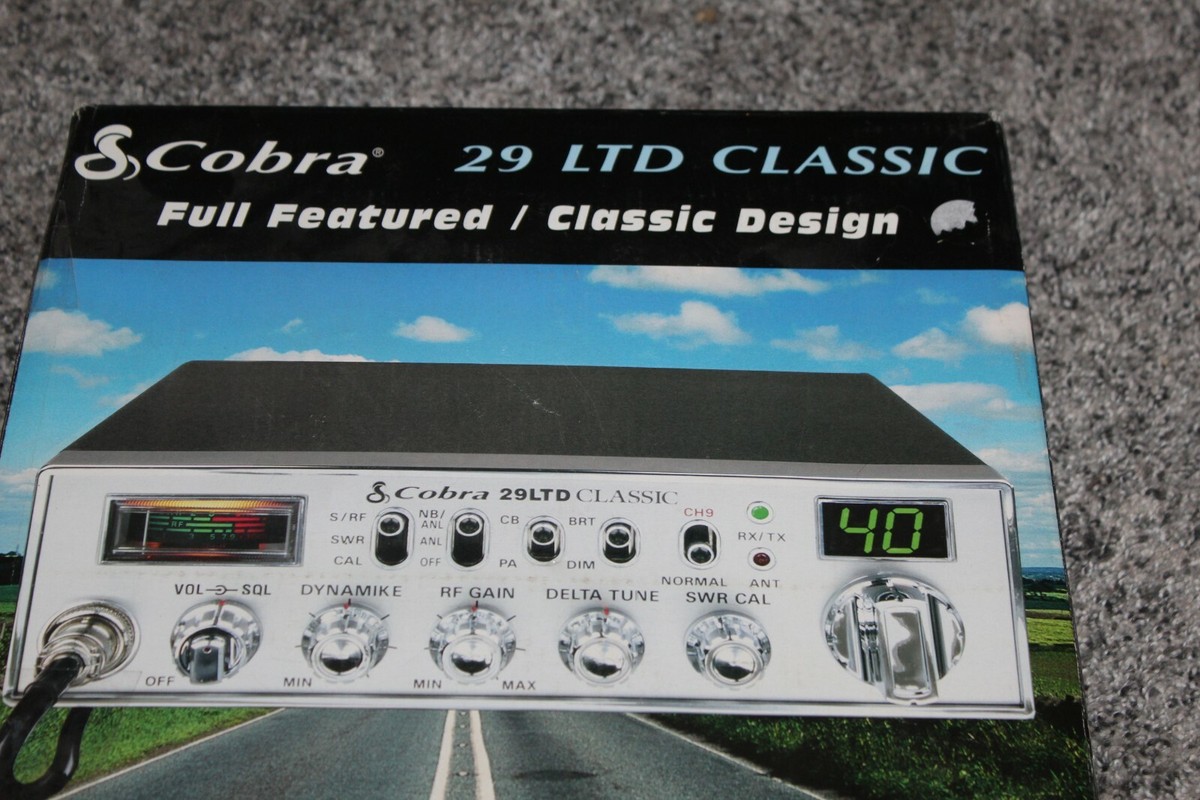 Cobra® 29 LTD CLASSIC
Full Featured / Classic Design
Cobra 29LTD CLASSIC
S/RF NB/ANL CB BRT CH9
SWR ANL RX/TX
CAL OFF PA DIM NORMAL ANT
RF
40
VOL SQL DYNAMIKE RF GAIN DELTA TUNE SWR CAL
OFF MIN MIN MAX